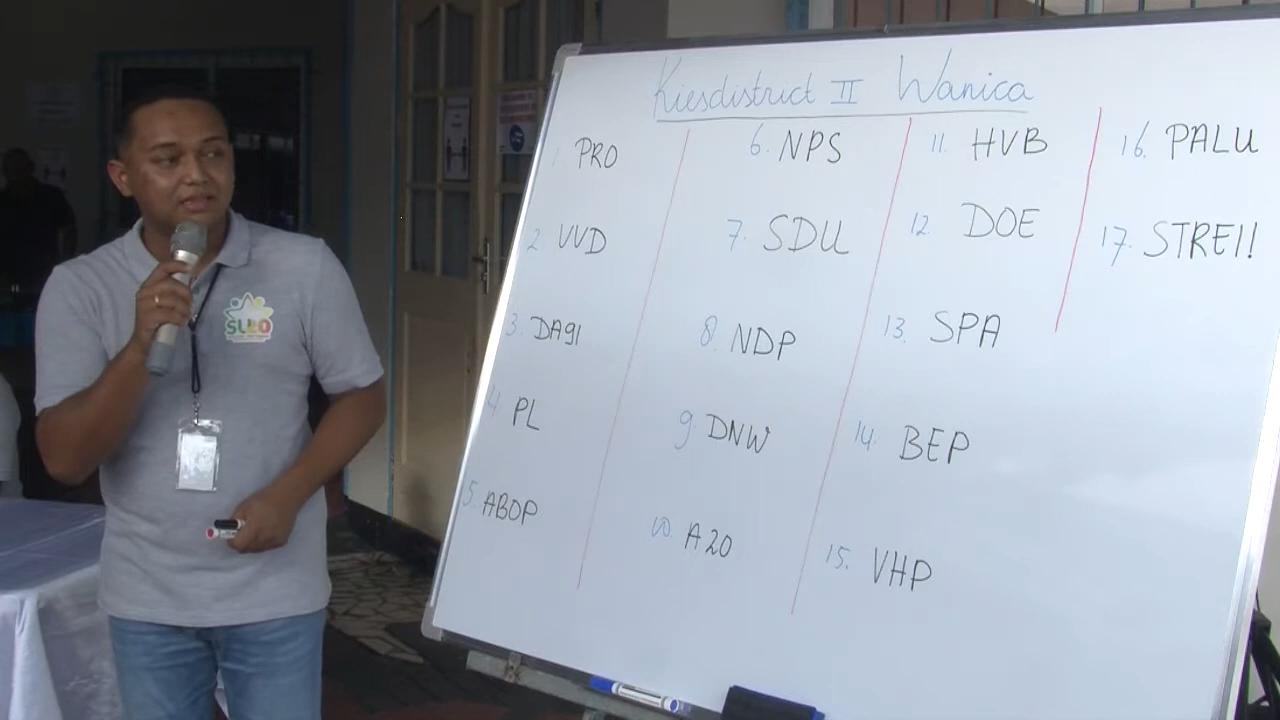 Kiesdistrict II Wanica
1. PRO
2. VVD
3. DA91
4. PL
5. ABOP
6. NPS
7. SDU
8. NDP
9. DNW
10. A20
11. HVB
12. DOE
13. SPA
14. BEP
15. VHP
16. PALU
17. STREI!